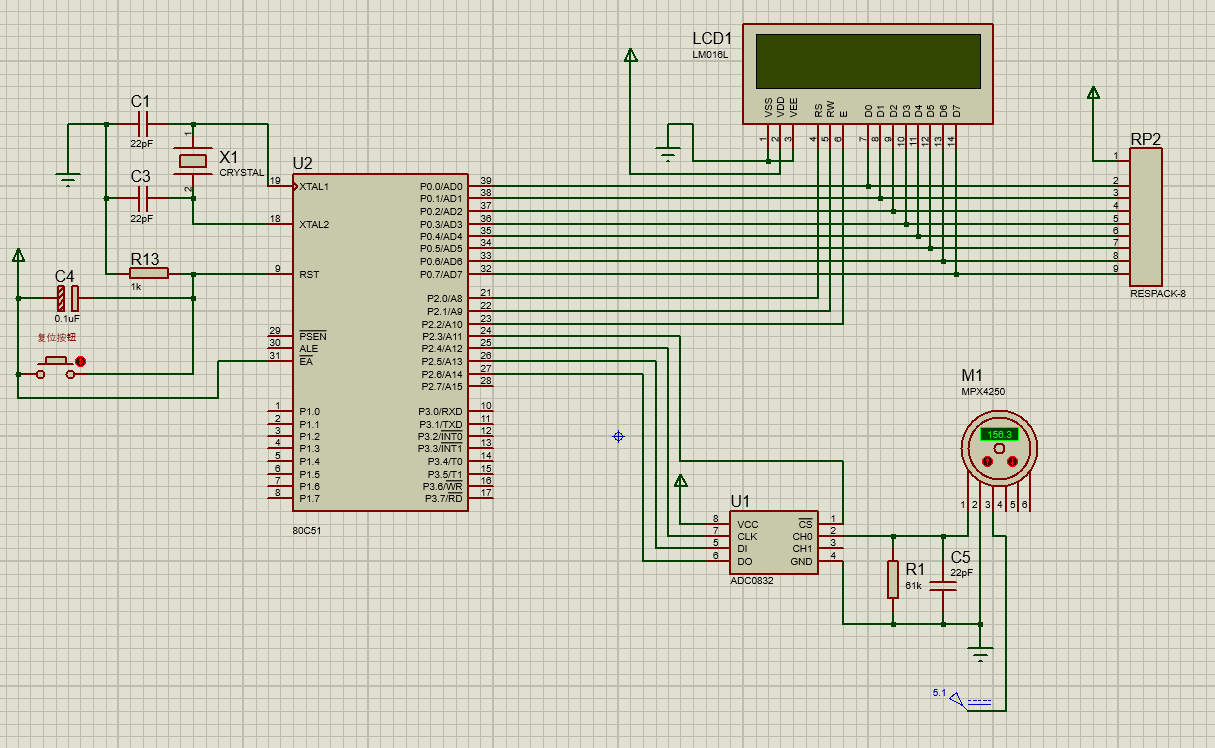 LCD1
LM016L
VSS
VDD
VEE
RS
RW
E
D0
D1
D2
D3
D4
D5
D6
D7
1
2
3
4
5
6
7
8
9
10
11
12
13
14
C1
22pF
X1
CRYSTAL
1
2
C3
22pF
R13
1k
C4
0.1uF
复位按钮
U2
19 XTAL1
18 XTAL2
9 RST
29 PSEN
30 ALE
31 EA
1 P1.0
2 P1.1
3 P1.2
4 P1.3
5 P1.4
6 P1.5
7 P1.6
8 P1.7
P0.0/AD0 39
P0.1/AD1 38
P0.2/AD2 37
P0.3/AD3 36
P0.4/AD4 35
P0.5/AD5 34
P0.6/AD6 33
P0.7/AD7 32
P2.0/A8 21
P2.1/A9 22
P2.2/A10 23
P2.3/A11 24
P2.4/A12 25
P2.5/A13 26
P2.6/A14 27
P2.7/A15 28
P3.0/RXD 10
P3.1/TXD 11
P3.2/INT0 12
P3.3/INT1 13
P3.4/T0 14
P3.5/T1 15
P3.6/WR 16
P3.7/RD 17
80C51
RP2
1
2
3
4
5
6
7
8
9
RESPACK-8
M1
MPX4250
156.3
1 2 3 4 5 6
U1
8 VCC CS 1
7 CLK CH0 2
5 DI CH1 3
6 DO GND 4
ADC0832
R1
61k
C5
22pF
5.1